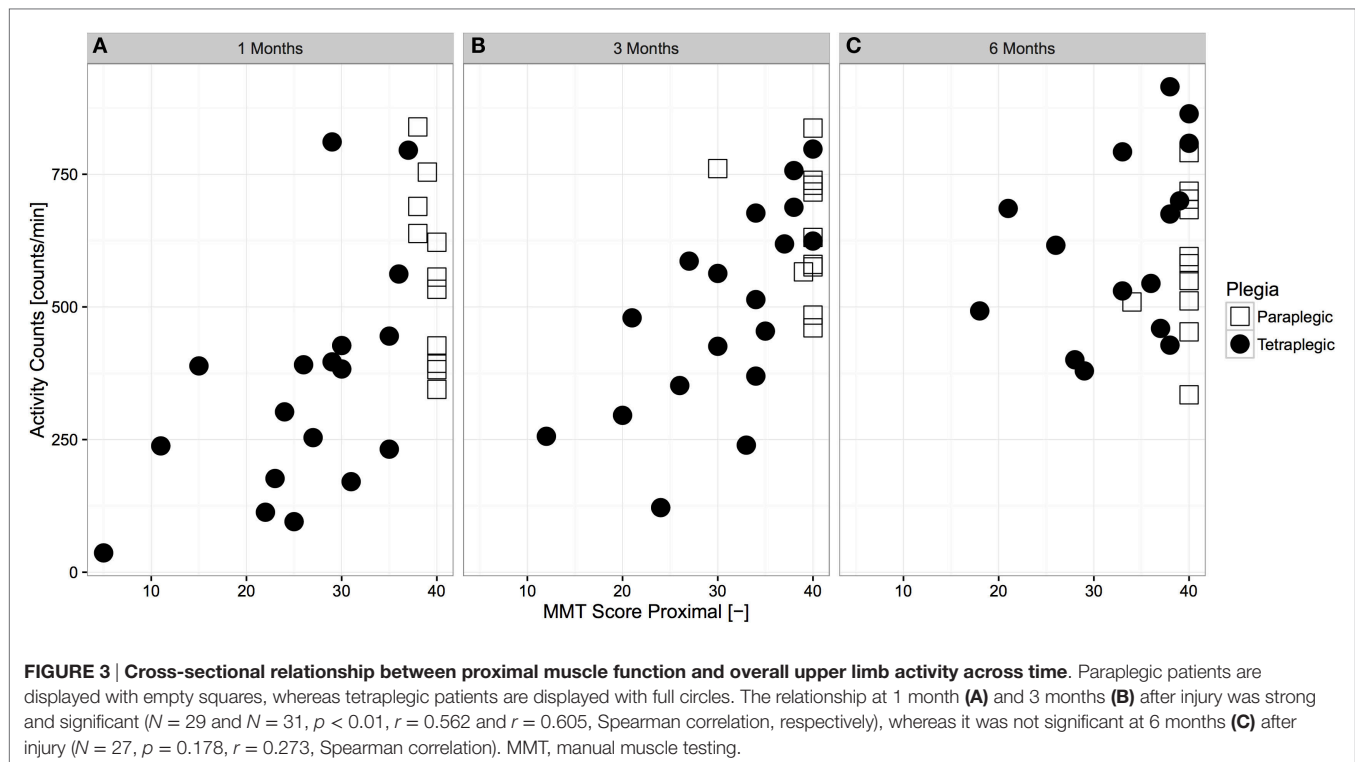 A 1 Months B 3 Months C 6 Months
750
500
250
0
Activity Counts [counts/min]
Plegia
Paraplegic
Tetraplegic
10 20 30 40 10 20 30 40 10 20 30 40
MMT Score Proximal [−]
FIGURE 3 | Cross-sectional relationship between proximal muscle function and overall upper limb activity across time. Paraplegic patients are
displayed with empty squares, whereas tetraplegic patients are displayed with full circles. The relationship at 1 month (A) and 3 months (B) after injury was strong
and significant (N = 29 and N = 31, p < 0.01, r = 0.562 and r = 0.605, Spearman correlation, respectively), whereas it was not significant at 6 months (C) after
injury (N = 27, p = 0.178, r = 0.273, Spearman correlation). MMT, manual muscle testing.